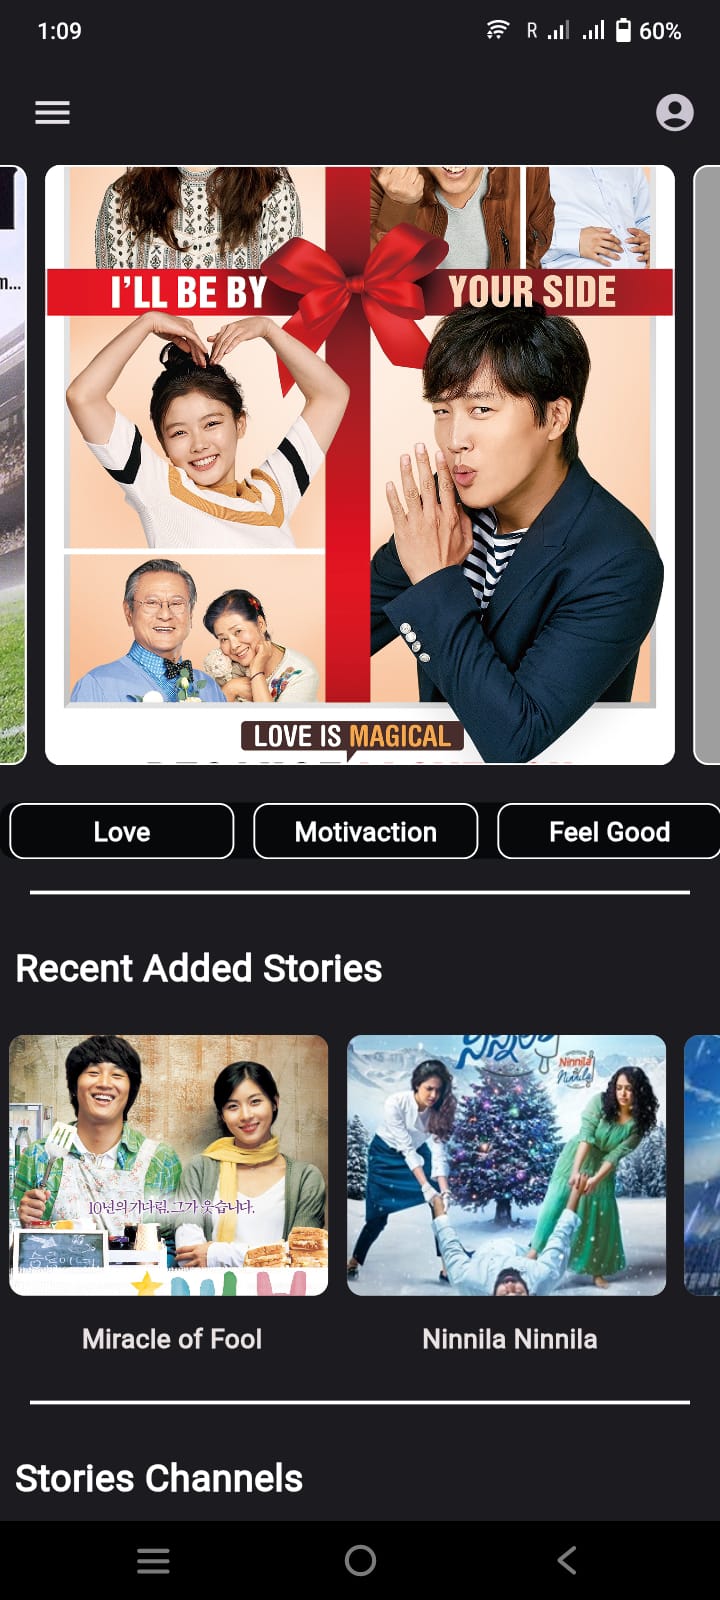 1:09
R
60%
m...
I'LL BE BY YOUR SIDE
LOVE IS MAGICAL
Love
Motivaction
Feel Good
Recent Added Stories
10년의 기다림, 그가 웃습니다.
Ninnila
Ninnila
Miracle of Fool
Ninnila Ninnila
Stories Channels